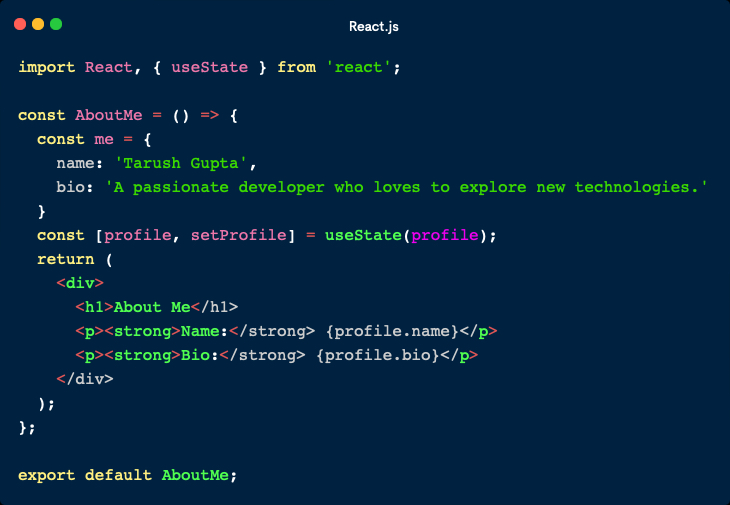 React.js
import React, { useState } from 'react';
const AboutMe = () => {
  const me = {
    name: 'Tarush Gupta',
    bio: 'A passionate developer who loves to explore new technologies.'
  }
  const [profile, setProfile] = useState(profile);
  return (
    <div>
      <h1>About Me</h1>
      <p><strong>Name:</strong> {profile.name}</p>
      <p><strong>Bio:</strong> {profile.bio}</p>
    </div>
  );
};
export default AboutMe;